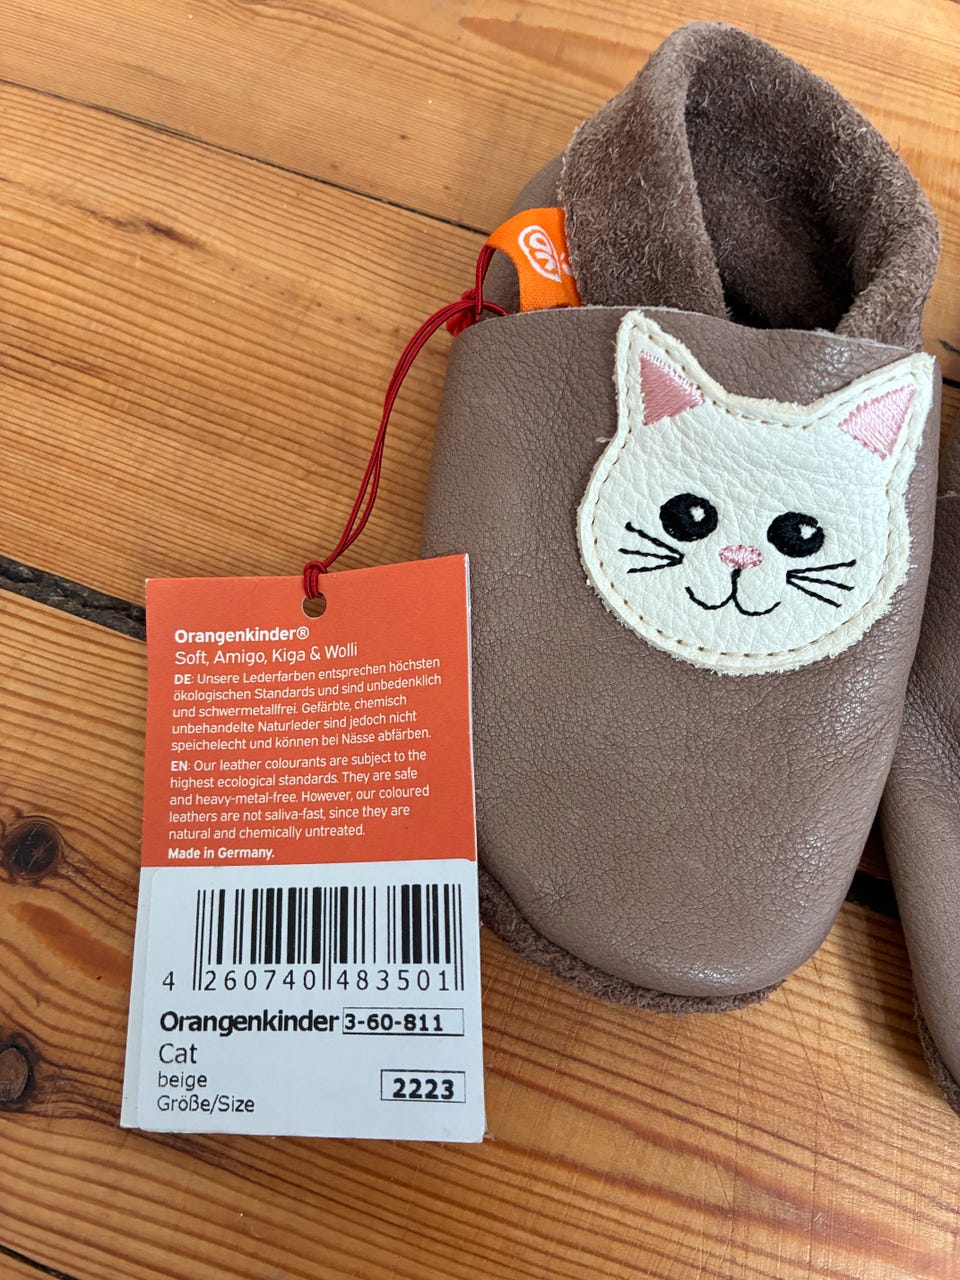 Orangenkinder®
Soft, Amigo, Kiga & Wolli
DE: Unsere Lederfarben entsprechen höchsten
ökologischen Standards und sind unbedenklich
und schwermetallfrei. Gefärbte, chemisch
unbehandelte Naturleder sind jedoch nicht
speichelecht und können bei Nässe abfärben.
EN: Our leather colourants are subject to the
highest ecological standards. They are safe
and heavy-metal-free. However, our coloured
leathers are not saliva-fast, since they are
natural and chemically untreated.
Made in Germany.
4 260740 483501
Orangenkinder 3-60-811
Cat
beige
Größe/Size 2223